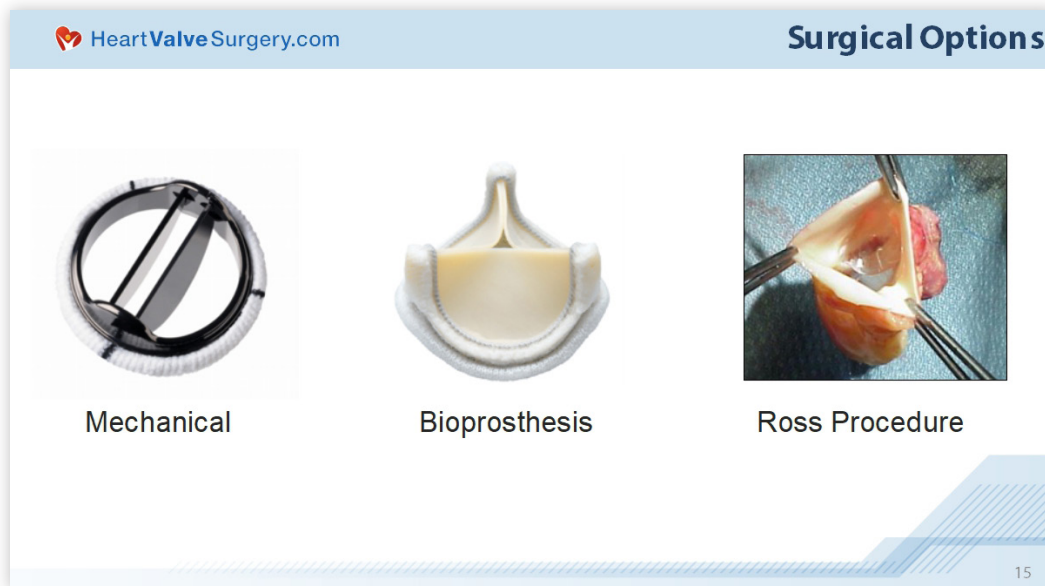 HeartValveSurgery.com
Surgical Options
Mechanical
Bioprosthesis
Ross Procedure
15